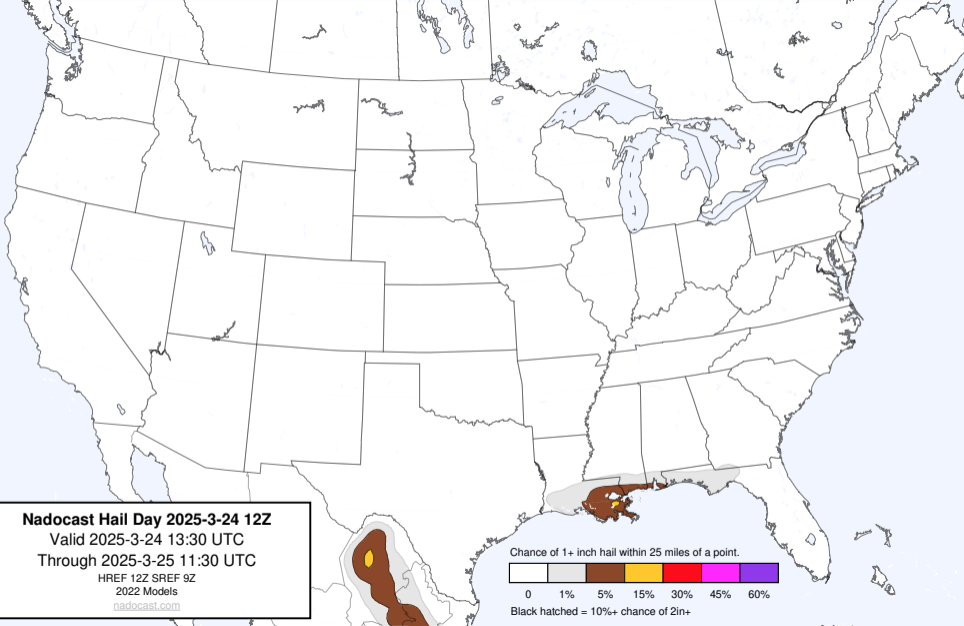 Nadocast Hail Day 2025-3-24 12Z
Valid 2025-3-24 13:30 UTC
Through 2025-3-25 11:30 UTC
HREF 12Z SREF 9Z
2022 Models
nadocast.com
Chance of 1+ inch hail within 25 miles of a point.
0 1% 5% 15% 30% 45% 60%
Black hatched = 10%+ chance of 2in+